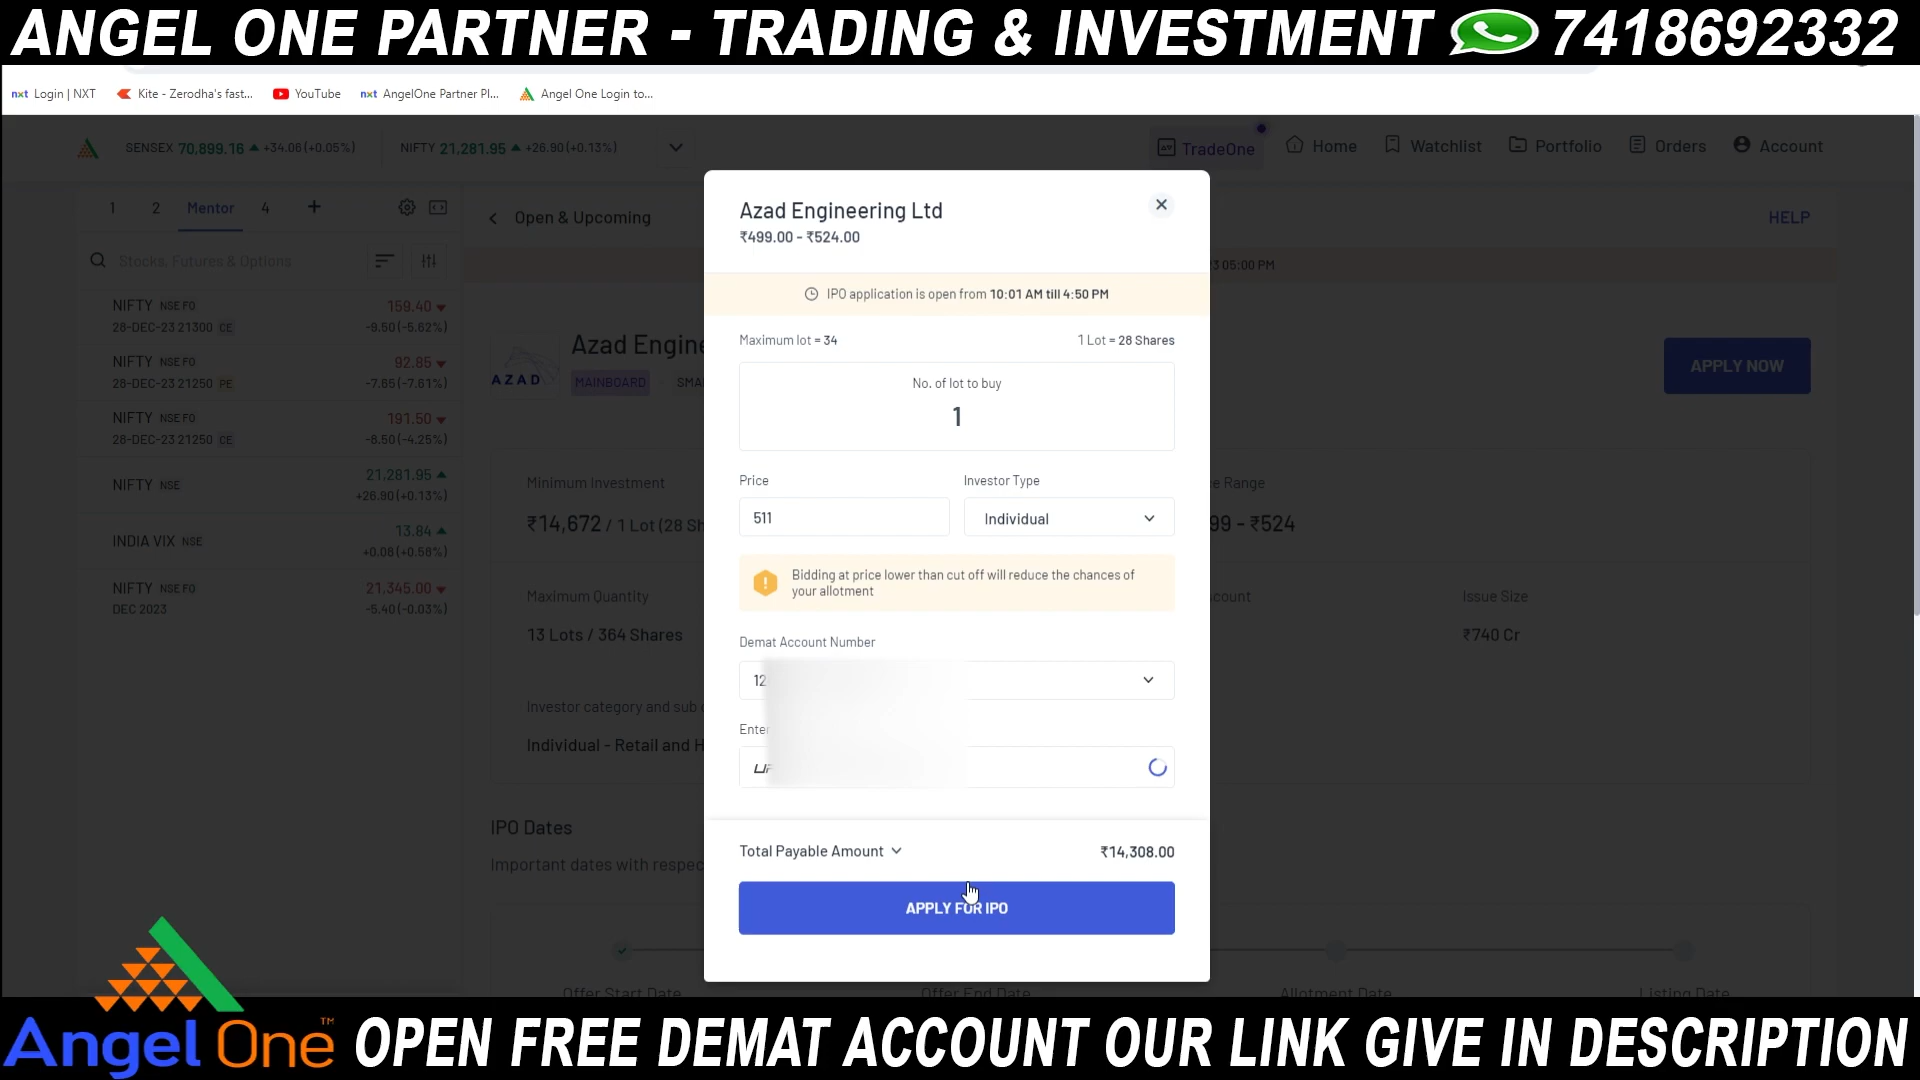 ANGEL ONE PARTNER - TRADING & INVESTMENT 7418692332
nxt Login | NXT Kite - Zerodha's fast... YouTube nxt AngelOne Partner Pl... Angel One Login to...
SENSEX 70,899.16 +34.06 (+0.05%) NIFTY 21,281.95 +26.90 (+0.13%) TradeOne Home Watchlist Portfolio Orders Account
1 2 Mentor 4 + Open & Upcoming HELP
Stocks, Futures & Options
NIFTY NSE FO 159.40
28-DEC-23 21300 CE -9.50 (-5.62%)
NIFTY NSE FO 92.85
28-DEC-23 21250 PE -7.65 (-7.61%)
NIFTY NSE FO 191.50
28-DEC-23 21250 CE -8.50 (-4.25%)
NIFTY NSE 21,281.95
+26.90 (+0.13%)
INDIA VIX NSE 13.84
+0.08 (+0.58%)
NIFTY NSE FO 21,345.00
DEC 2023 -5.40 (-0.03%)
Azad Engineering Ltd
₹499.00 - ₹524.00
IPO application is open from 10:01 AM till 4:50 PM
Maximum lot = 34 1 Lot = 28 Shares
No. of lot to buy
1
Price Investor Type
511 Individual
Bidding at price lower than cut off will reduce the chances of
your allotment
Demat Account Number
12
Enter
Total Payable Amount ₹14,308.00
APPLY FOR IPO
05:00 PM
AZAD
MAINBOARD
APPLY NOW
Minimum Investment
₹14,672 / 1 Lot (28 Range
- ₹524
Maximum Quantity Issue Size
13 Lots / 364 Shares ₹740 Cr
Investor category and sub
Individual - Retail and
IPO Dates
Important dates with
Offer Start Date Offer End Date Allotment Date Listing Date
Angel One™ OPEN FREE DEMAT ACCOUNT OUR LINK GIVE IN DESCRIPTION